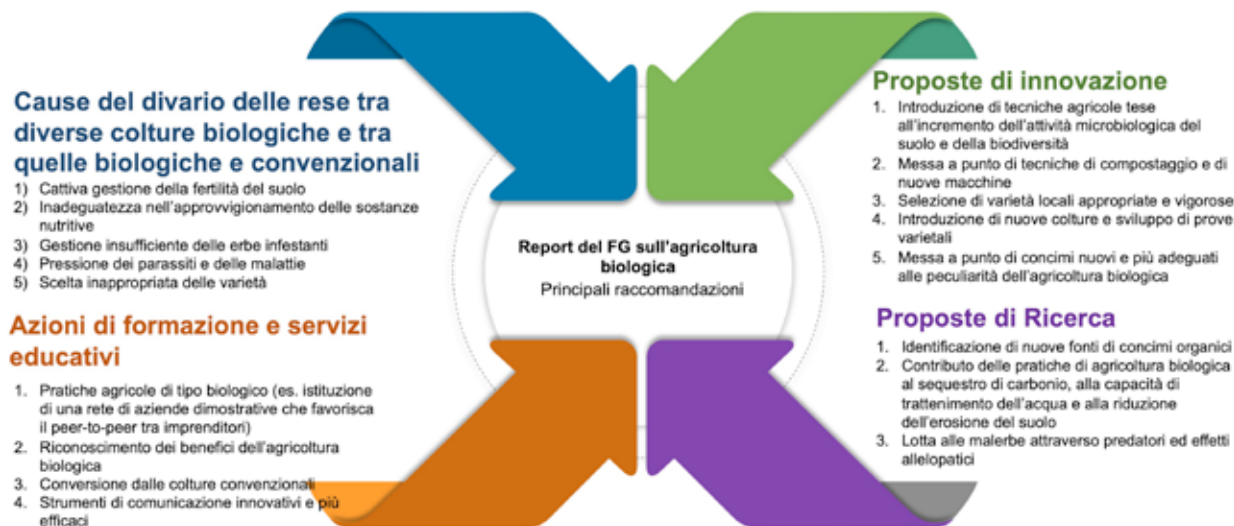 Cause del divario delle rese tra
diverse colture biologiche e tra
quelle biologiche e convenzionali
1) Cattiva gestione della fertilità del suolo
2) Inadeguatezza nell'approvvigionamento delle sostanze
nutritive
3) Gestione insufficiente delle erbe infestanti
4) Pressione dei parassiti e delle malattie
5) Scelta inappropriata delle varietà
Proposte di innovazione
1. Introduzione di tecniche agricole tese
all'incremento dell'attività microbiologica del
suolo e della biodiversità
2. Messa a punto di tecniche di compostaggio e di
nuove macchine
3. Selezione di varietà locali appropriate e vigorose
4. Introduzione di nuove colture e sviluppo di prove
varietali
5. Messa a punto di concimi nuovi e più adeguati
alle peculiarità dell'agricoltura biologica
Report del FG sull'agricoltura
biologica
Principali raccomandazioni
Azioni di formazione e servizi
educativi
1. Pratiche agricole di tipo biologico (es. istituzione
di una rete di aziende dimostrative che favorisca
il peer-to-peer tra imprenditori)
2. Riconoscimento dei benefici dell'agricoltura
biologica
3. Conversione dalle colture convenzionali
4. Strumenti di comunicazione innovativi e più
efficaci
Proposte di Ricerca
1. Identificazione di nuove fonti di concimi organici
2. Contributo delle pratiche di agricoltura biologica
al sequestro di carbonio, alla capacità di
trattenimento dell'acqua e alla riduzione
dell'erosione del suolo
3. Lotta alle malerbe attraverso predatori ed effetti
allelopatici